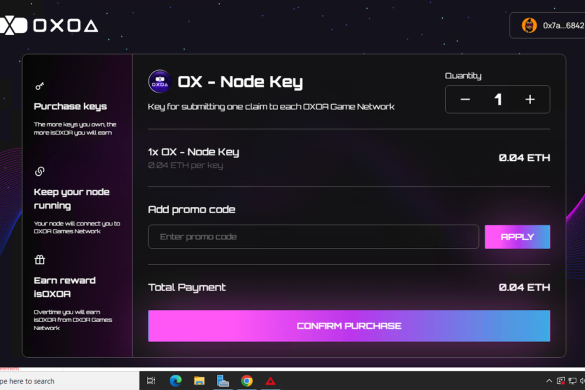 OXOA
0x7a...6842
Purchase keys
The more keys you own, the
more isOXOA you will earn
Keep your node
running
Your node will connect you to
OXOA Games Network
Earn reward
isOXOA
Overtime you will earn
isOXOA from OXOA Games
Network
OXOA
OX - Node Key
Key for submitting one claim to each OXOA Game Network
Quantity
− 1 +
1x OX - Node Key
0.04 ETH per key
0.04 ETH
Add promo code
Enter promo code
APPLY
Total Payment
0.04 ETH
CONFIRM PURCHASE
pe here to search